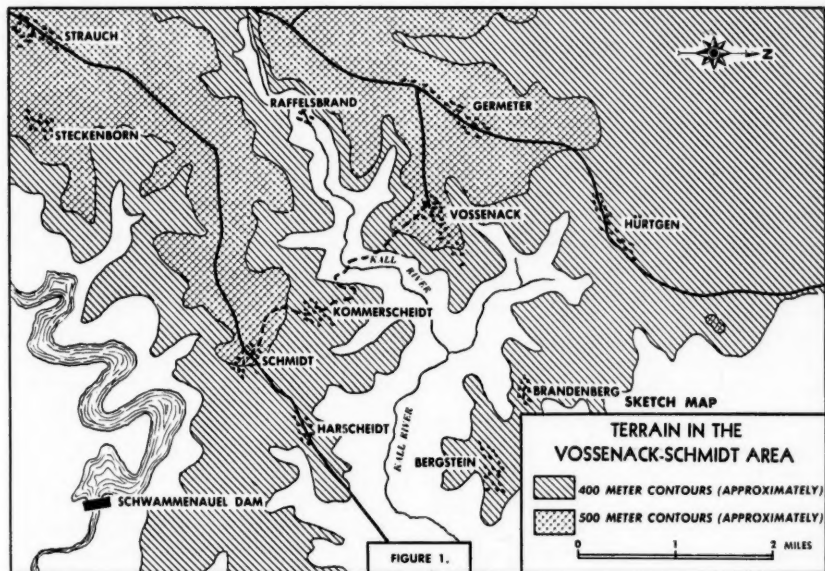 STRAUCH
N
RAFFELSBRAND
GERMETER
STECKENBORN
VOSSENACK
HÜRTGEN
KALL
RIVER
KOMMERSCHEIDT
SCHMIDT
BRANDENBERG
SKETCH MAP
HARSCHEIDT
KALL RIVER
BERGSTEIN
SCHWAMMENAUEL DAM
TERRAIN IN THE
VOSSENACK-SCHMIDT AREA
400 METER CONTOURS (APPROXIMATELY)
500 METER CONTOURS (APPROXIMATELY)
0 1 2 MILES
FIGURE 1.